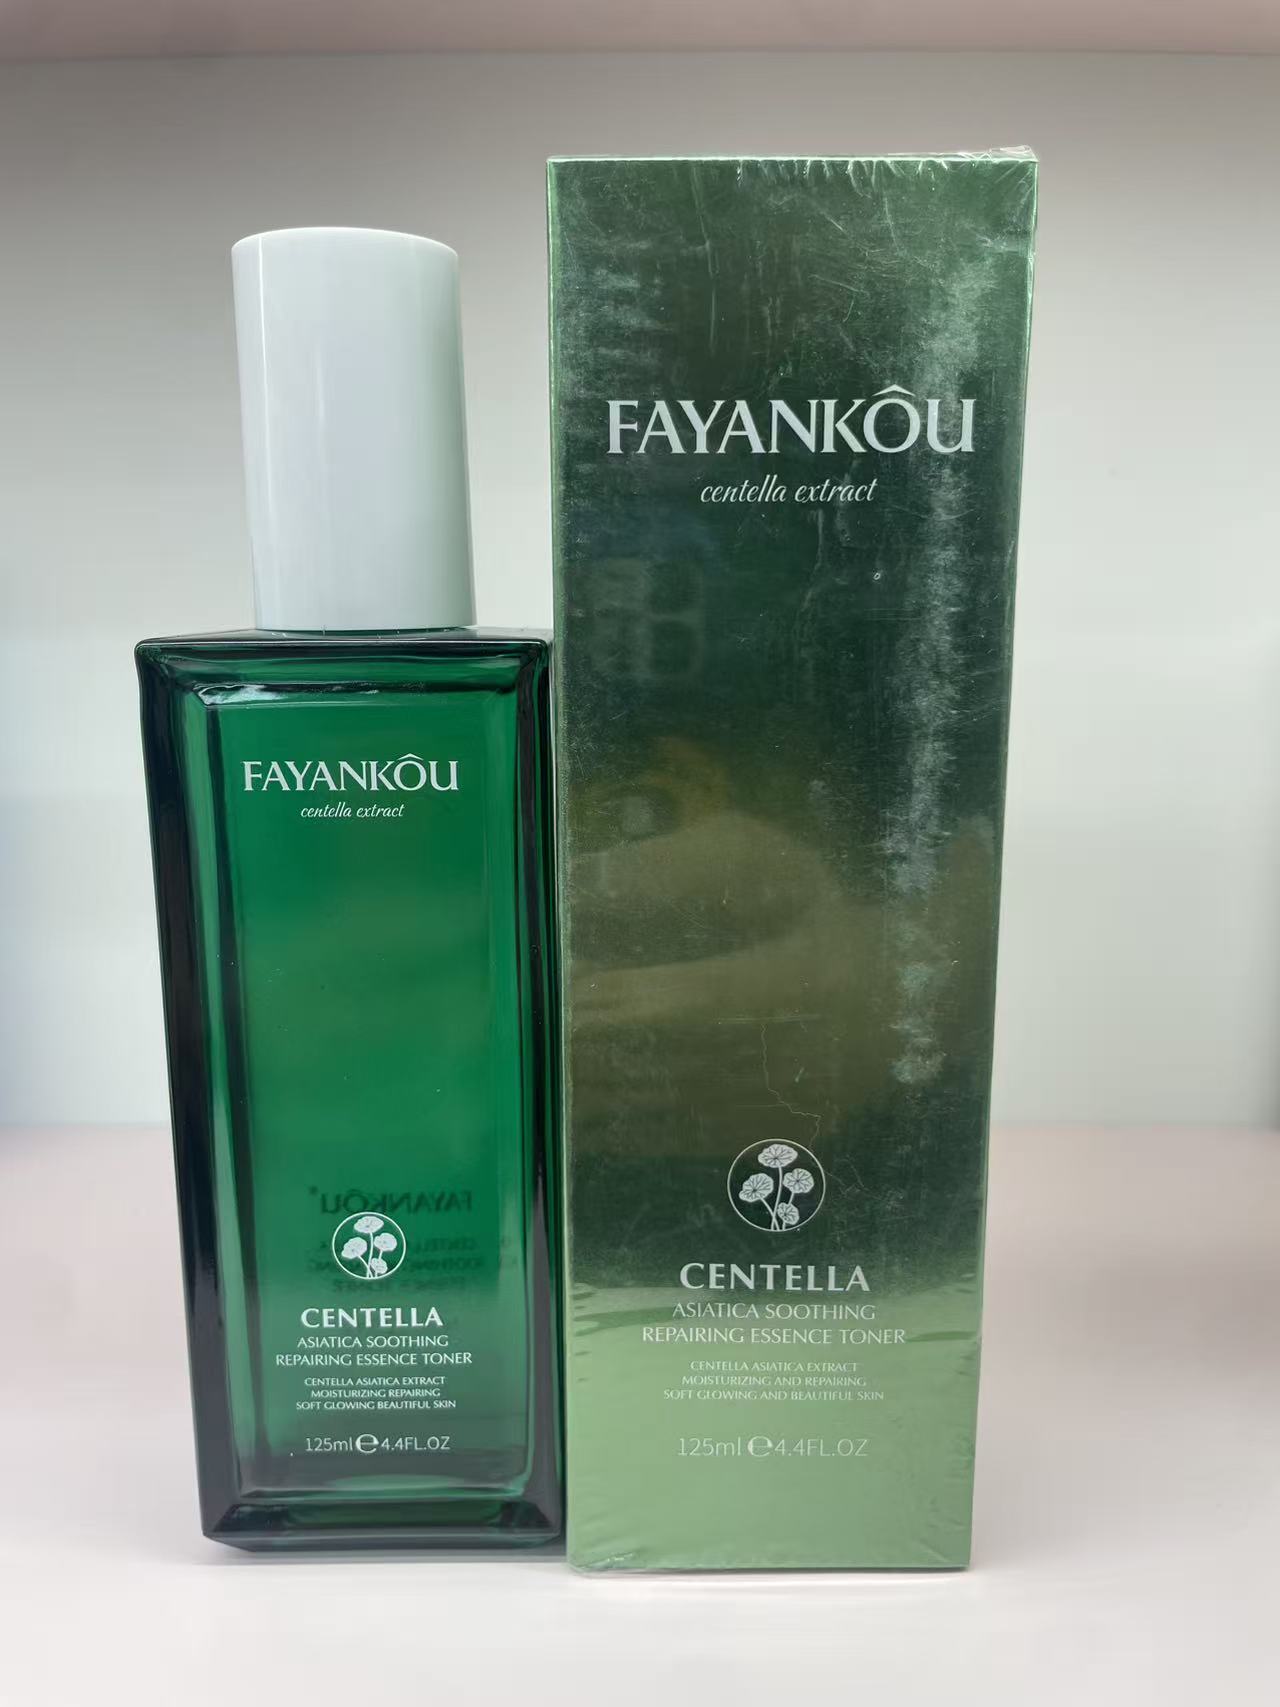 FAYANKÔU
centella extract
CENTELLA
ASIATICA SOOTHING
REPAIRING ESSENCE TONER
CENTELLA ASIATICA EXTRACT
MOISTURIZING REPAIRING
SOFT GLOWING BEAUTIFUL SKIN
125ml ℮ 4.4FL.OZ
FAYANKÔU
FAYANKÔU
centella extract
CENTELLA
ASIATICA SOOTHING
REPAIRING ESSENCE TONER
CENTELLA ASIATICA EXTRACT
MOISTURIZING AND REPAIRING
SOFT GLOWING AND BEAUTIFUL SKIN
125ml ℮ 4.4FL.OZ